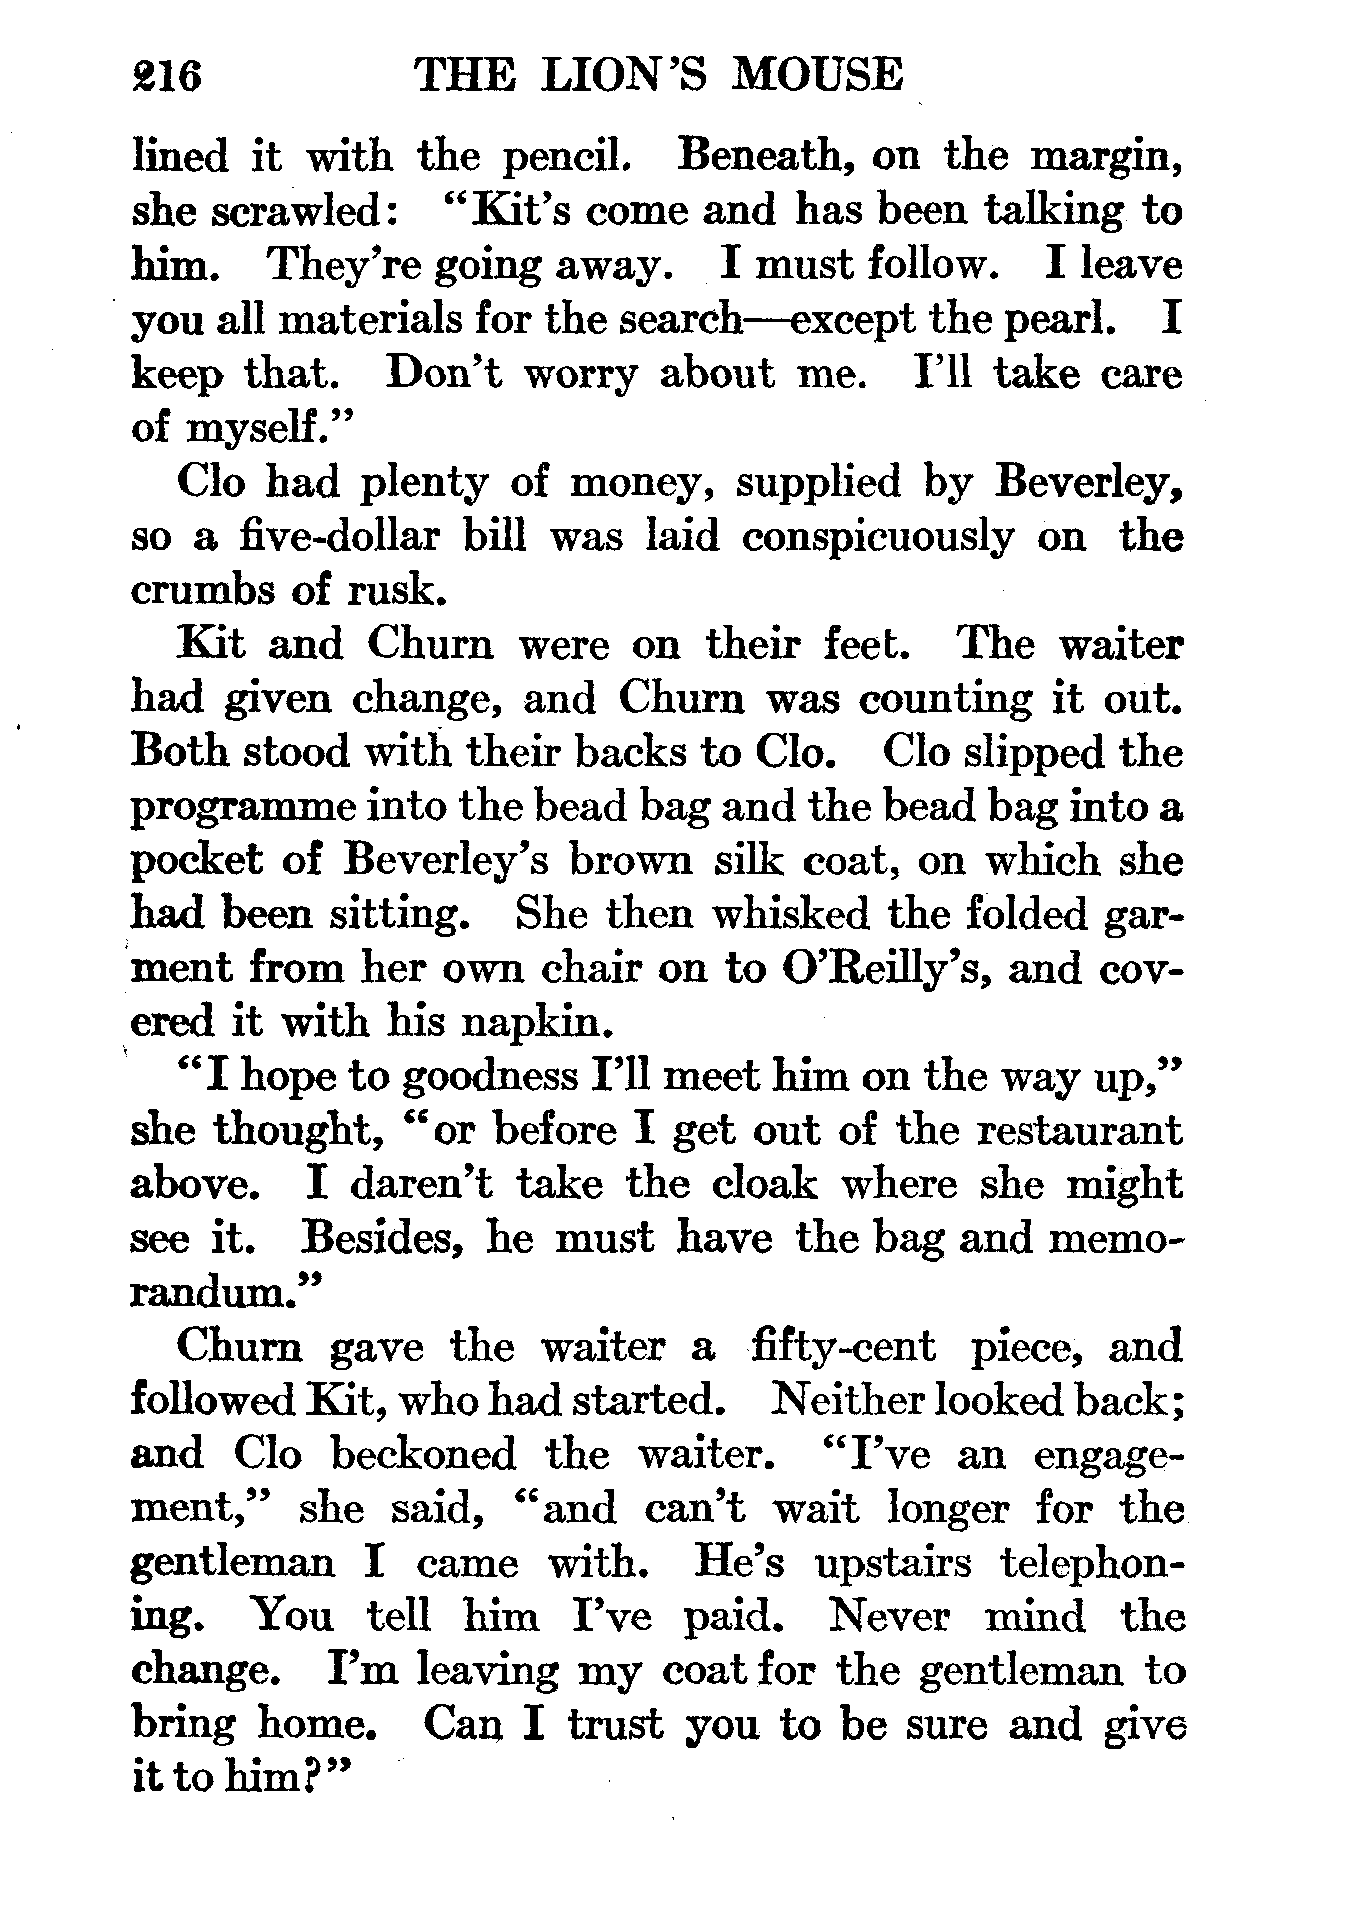 216 THE LION'S MOUSE
lined it with the pencil. Beneath, on the margin,
she scrawled: "Kit's come and has been talking to
him. They're going away. I must follow. I leave
you all materials for the search—except the pearl. I
keep that. Don't worry about me. I'll take care
of myself."
Clo had plenty of money, supplied by Beverley,
so a five-dollar bill was laid conspicuously on the
crumbs of rusk.
Kit and Churn were on their feet. The waiter
had given change, and Churn was counting it out.
Both stood with their backs to Clo. Clo slipped the
programme into the bead bag and the bead bag into a
pocket of Beverley's brown silk coat, on which she
had been sitting. She then whisked the folded gar-
ment from her own chair on to O'Reilly's, and cov-
ered it with his napkin.
"I hope to goodness I'll meet him on the way up,"
she thought, "or before I get out of the restaurant
above. I daren't take the cloak where she might
see it. Besides, he must have the bag and memo-
randum."
Churn gave the waiter a fifty-cent piece, and
followed Kit, who had started. Neither looked back;
and Clo beckoned the waiter. "I've an engage-
ment," she said, "and can't wait longer for the
gentleman I came with. He's upstairs telephon-
ing. You tell him I've paid. Never mind the
change. I'm leaving my coat for the gentleman to
bring home. Can I trust you to be sure and give
it to him?"